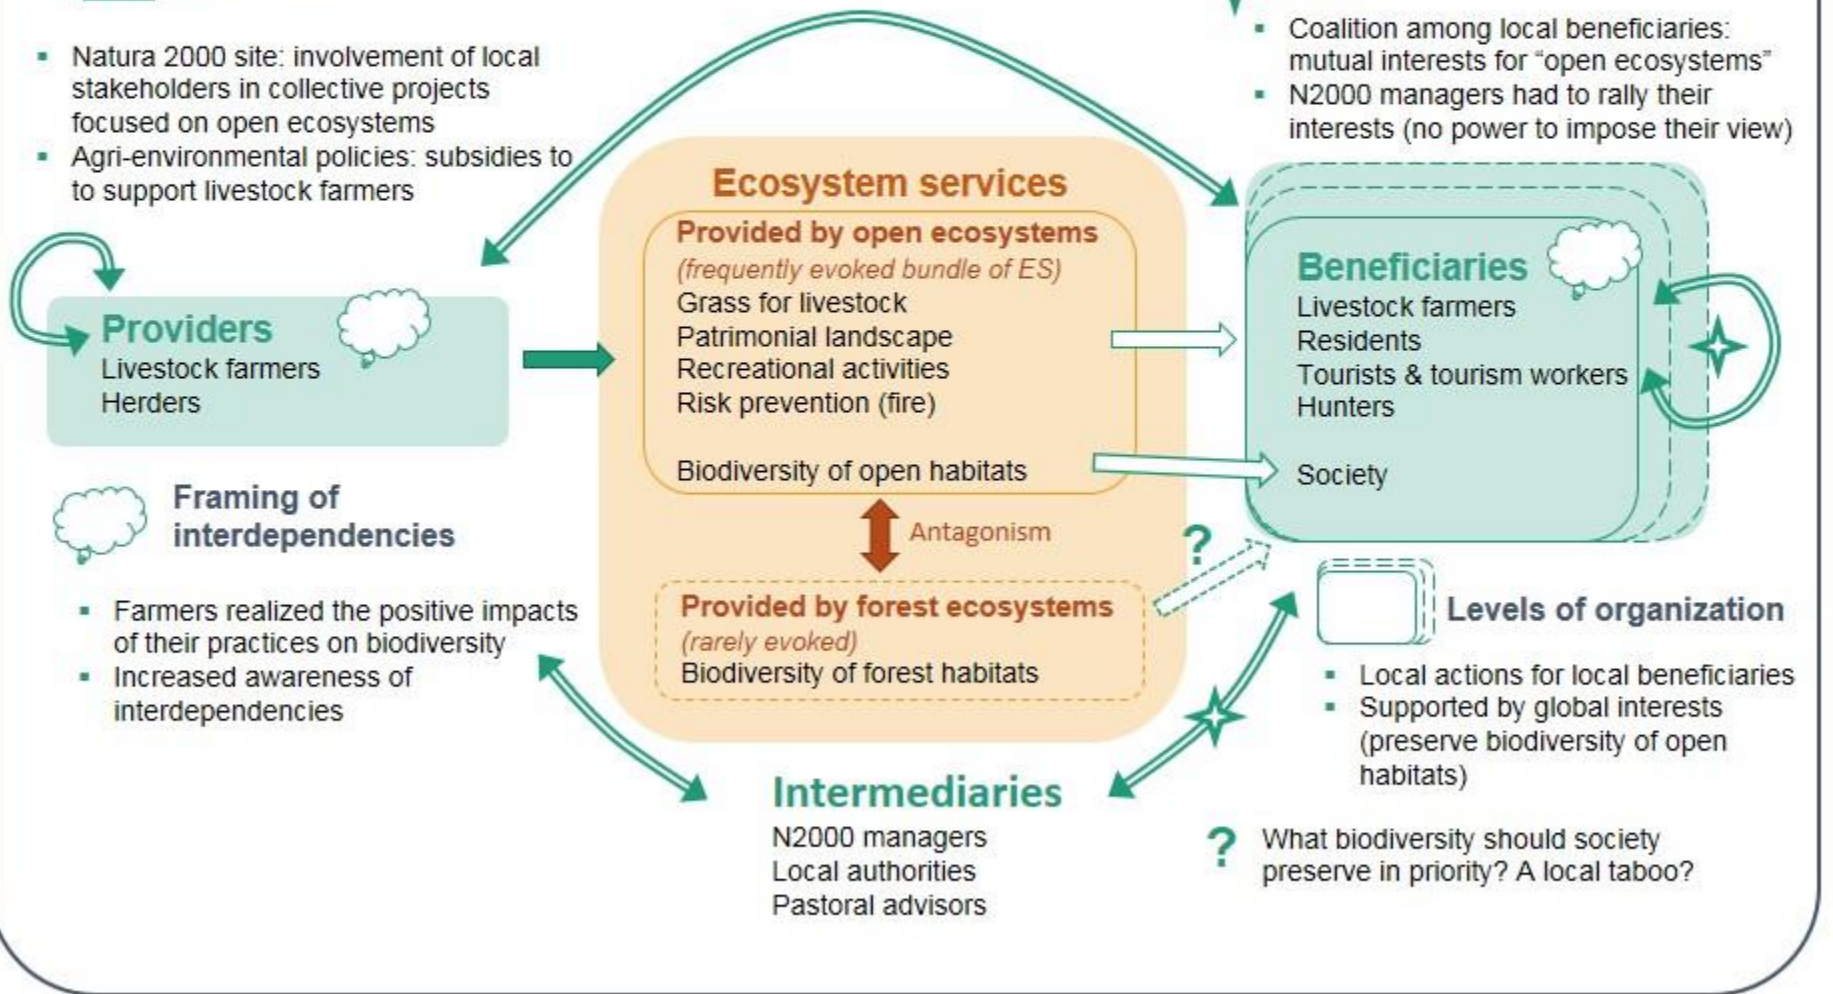 ▪ Natura 2000 site: involvement of local
stakeholders in collective projects
focused on open ecosystems
▪ Agri-environmental policies: subsidies to
to support livestock farmers
▪ Coalition among local beneficiaries:
mutual interests for “open ecosystems”
▪ N2000 managers had to rally their
interests (no power to impose their view)
Providers
Livestock farmers
Herders
Ecosystem services
Provided by open ecosystems
(frequently evoked bundle of ES)
Grass for livestock
Patrimonial landscape
Recreational activities
Risk prevention (fire)
Biodiversity of open habitats
Antagonism
Provided by forest ecosystems
(rarely evoked)
Biodiversity of forest habitats
?
Beneficiaries
Livestock farmers
Residents
Tourists & tourism workers
Hunters
Society
Framing of
interdependencies
▪ Farmers realized the positive impacts
of their practices on biodiversity
▪ Increased awareness of
interdependencies
Intermediaries
N2000 managers
Local authorities
Pastoral advisors
Levels of organization
▪ Local actions for local beneficiaries
▪ Supported by global interests
(preserve biodiversity of open
habitats)
? What biodiversity should society
preserve in priority? A local taboo?